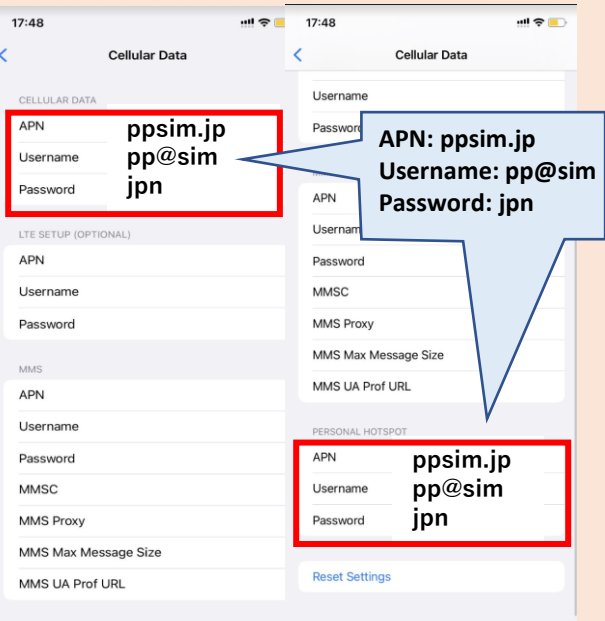 17:48
Cellular Data
CELLULAR DATA
APN ppsim.jp
Username pp@sim
Password jpn
LTE SETUP (OPTIONAL)
APN
Username
Password
MMS
APN
Username
Password
MMSC
MMS Proxy
MMS Max Message Size
MMS UA Prof URL
17:48
Cellular Data
Username
Passwor
APN: ppsim.jp
Username: pp@sim
Password: jpn
APN
Usernam
Password
MMSC
MMS Proxy
MMS Max Message Size
MMS UA Prof URL
PERSONAL HOTSPOT
APN ppsim.jp
Username pp@sim
Password jpn
Reset Settings